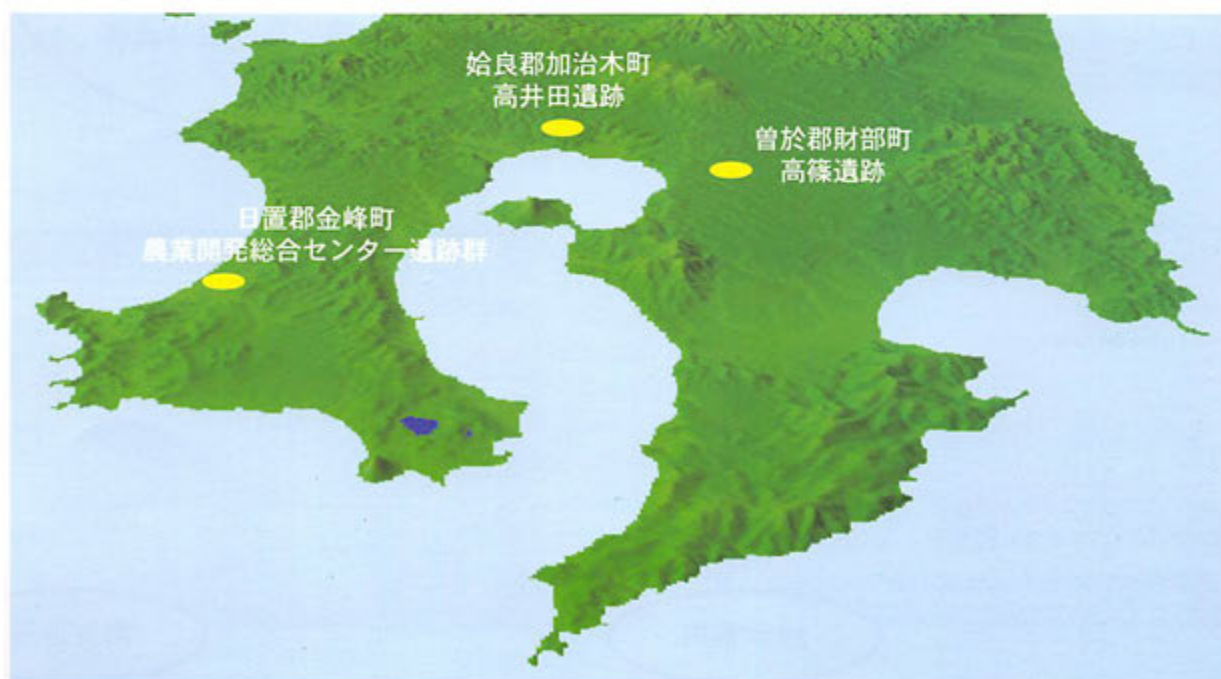 姶良郡加治木町
高井田遺跡
曽於郡財部町
高篠遺跡
日置郡金峰町
農業開発総合センター遺跡群